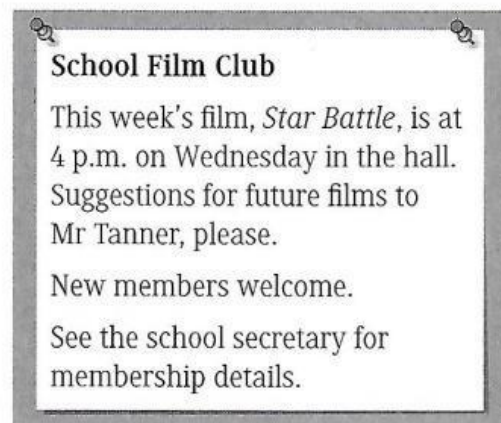 School Film Club
This week's film, Star Battle, is at
4 p.m. on Wednesday in the hall.
Suggestions for future films to
Mr Tanner, please.
New members welcome.
See the school secretary for
membership details.